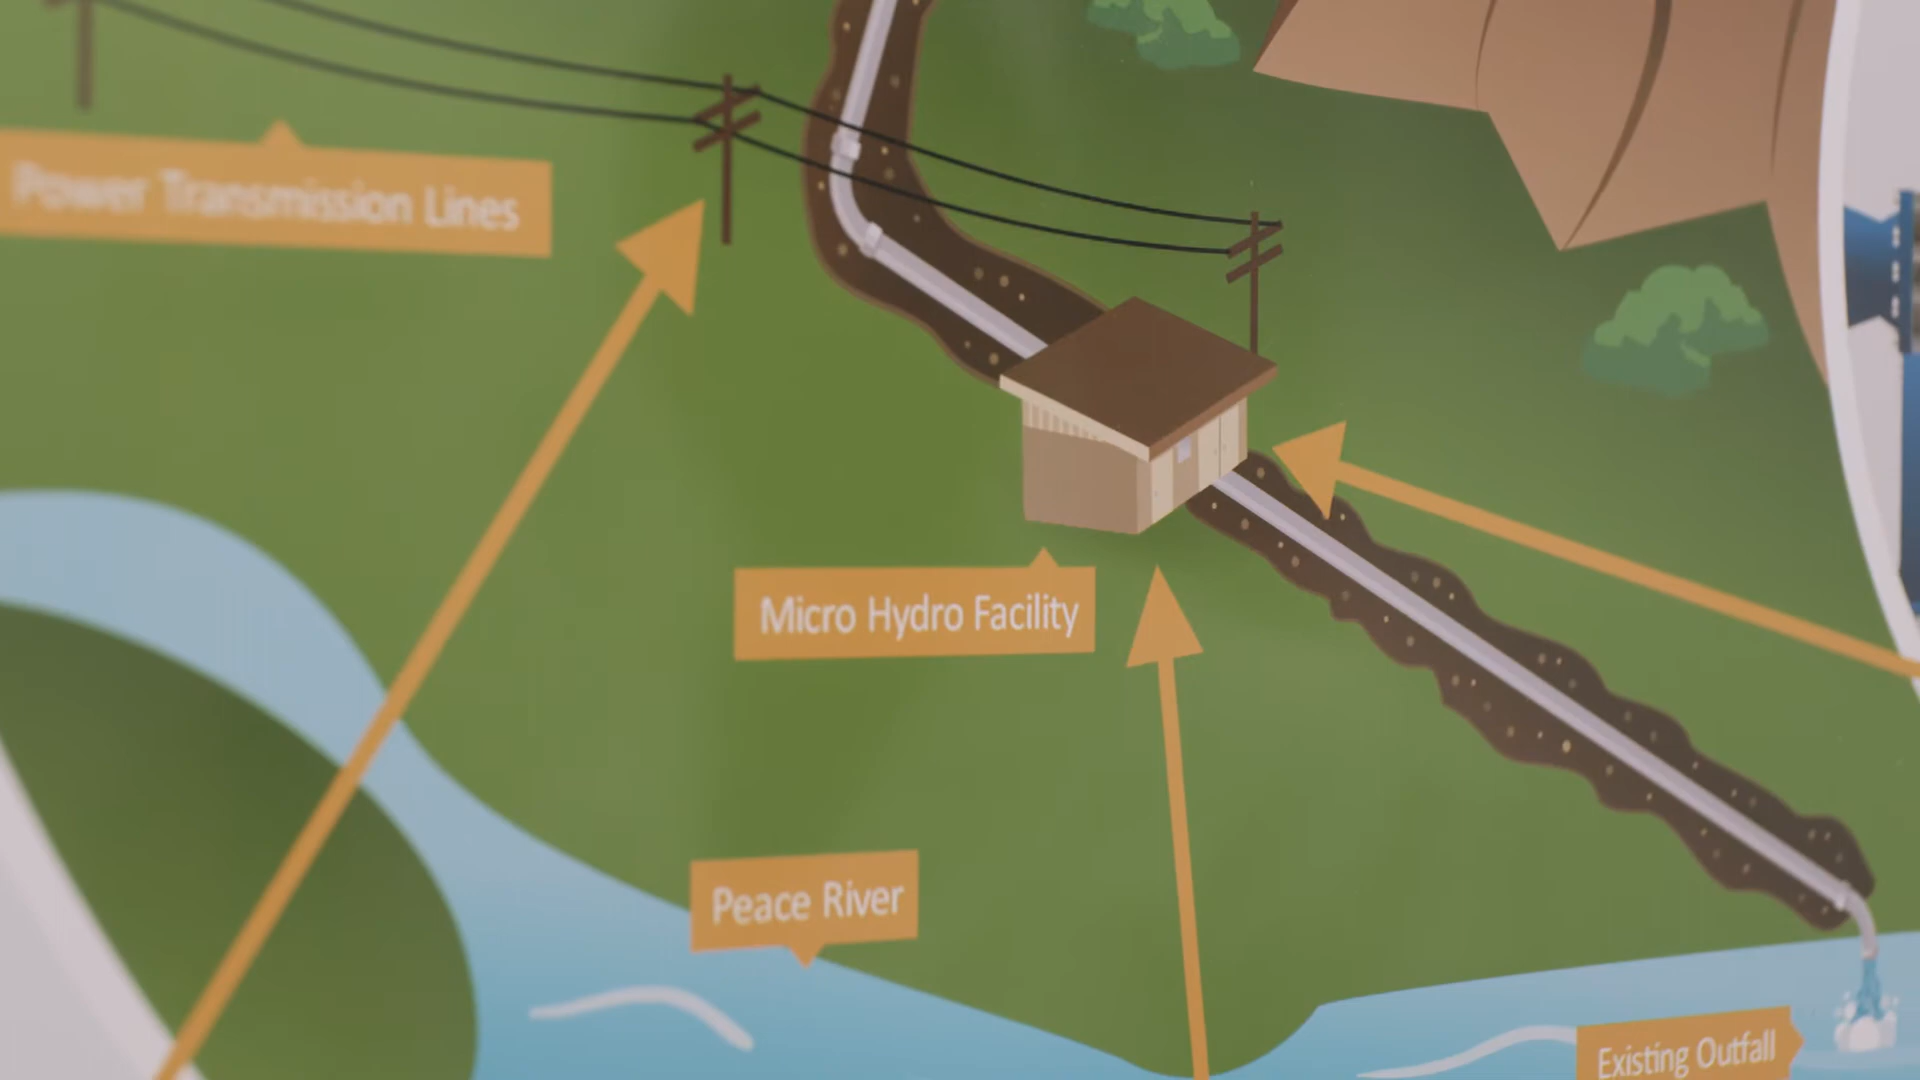 Power Transmission Lines
Micro Hydro Facility
Peace River
Existing Outfall